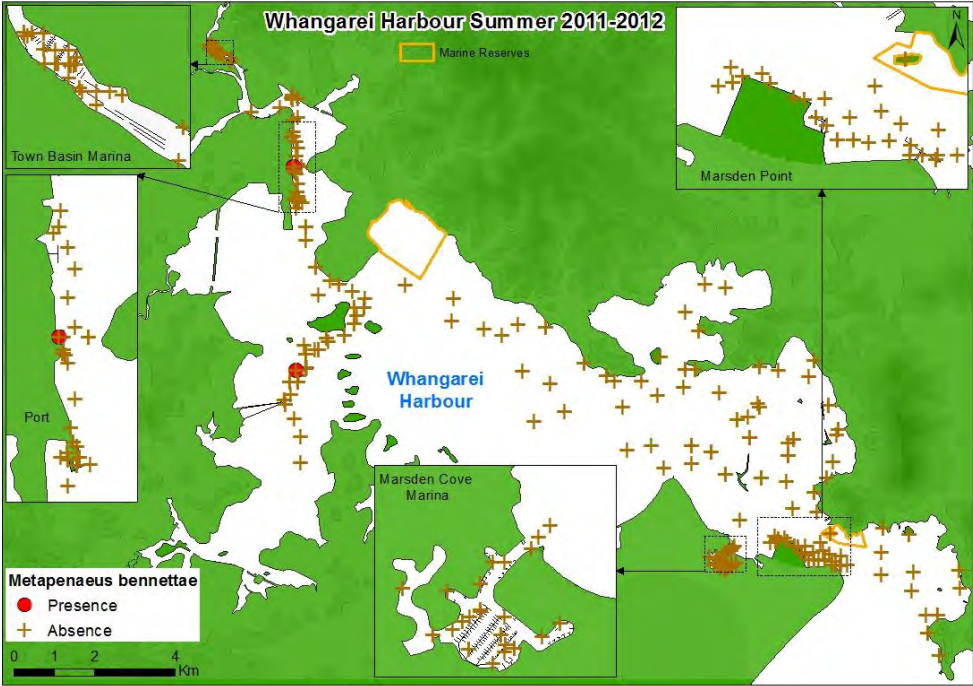 Whangarei Harbour Summer 2011-2012
N
Marine Reserves
Town Basin Marina
Marsden Point
Whangarei
Harbour
Port
Marsden Cove
Marina
Metapenaeus bennettae
Presence
Absence
0 1 2 4
Km